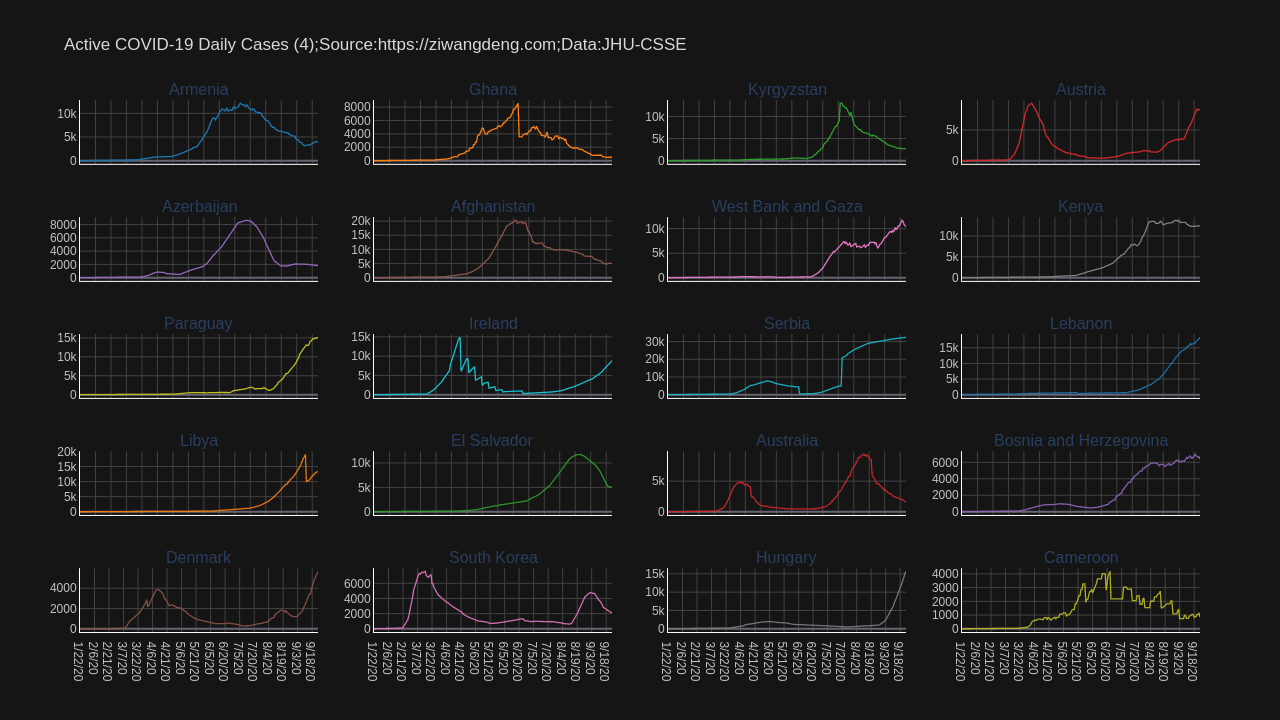 Active COVID-19 Daily Cases (4);Source:https://ziwangdeng.com;Data:JHU-CSSE
Armenia
10k
5k
0
Ghana
8000
6000
4000
2000
0
Kyrgyzstan
10k
5k
0
Austria
5k
0
Azerbaijan
8000
6000
4000
2000
0
Afghanistan
20k
15k
10k
5k
0
West Bank and Gaza
10k
5k
0
Kenya
10k
5k
0
Paraguay
15k
10k
5k
0
Ireland
15k
10k
5k
0
Serbia
30k
20k
10k
0
Lebanon
15k
10k
5k
0
Libya
20k
15k
10k
5k
0
El Salvador
10k
5k
0
Australia
5k
0
Bosnia and Herzegovina
6000
4000
2000
0
Denmark
4000
2000
0
1/22/20 2/6/20 2/21/20 3/7/20 3/22/20 4/6/20 4/21/20 5/6/20 5/21/20 6/5/20 6/20/20 7/5/20 7/20/20 8/4/20 8/19/20 9/3/20 9/18/20
South Korea
6000
4000
2000
0
1/22/20 2/6/20 2/21/20 3/7/20 3/22/20 4/6/20 4/21/20 5/6/20 5/21/20 6/5/20 6/20/20 7/5/20 7/20/20 8/4/20 8/19/20 9/3/20 9/18/20
Hungary
15k
10k
5k
0
1/22/20 2/6/20 2/21/20 3/7/20 3/22/20 4/6/20 4/21/20 5/6/20 5/21/20 6/5/20 6/20/20 7/5/20 7/20/20 8/4/20 8/19/20 9/3/20 9/18/20
Cameroon
4000
3000
2000
1000
0
1/22/20 2/6/20 2/21/20 3/7/20 3/22/20 4/6/20 4/21/20 5/6/20 5/21/20 6/5/20 6/20/20 7/5/20 7/20/20 8/4/20 8/19/20 9/3/20 9/18/20